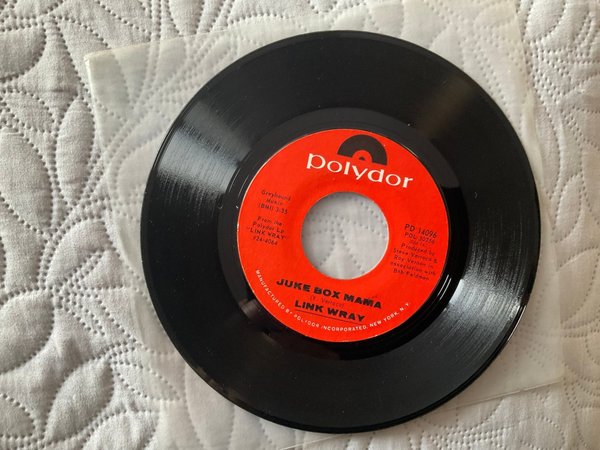 polydor
Greyhound
Music
(BMI) 3:35
From the
Polydor Lp
"LINK WRAY"
#24-4064
PD 14096
Produced by
Steve Verroca &
Ray Vernon in
association with
Bob Feldman
JUKE BOX MAMA
(Y. Verroca)
LINK WRAY
MANUFACTURED BY POLYDOR INCORPORATED, NEW YORK, N.Y.